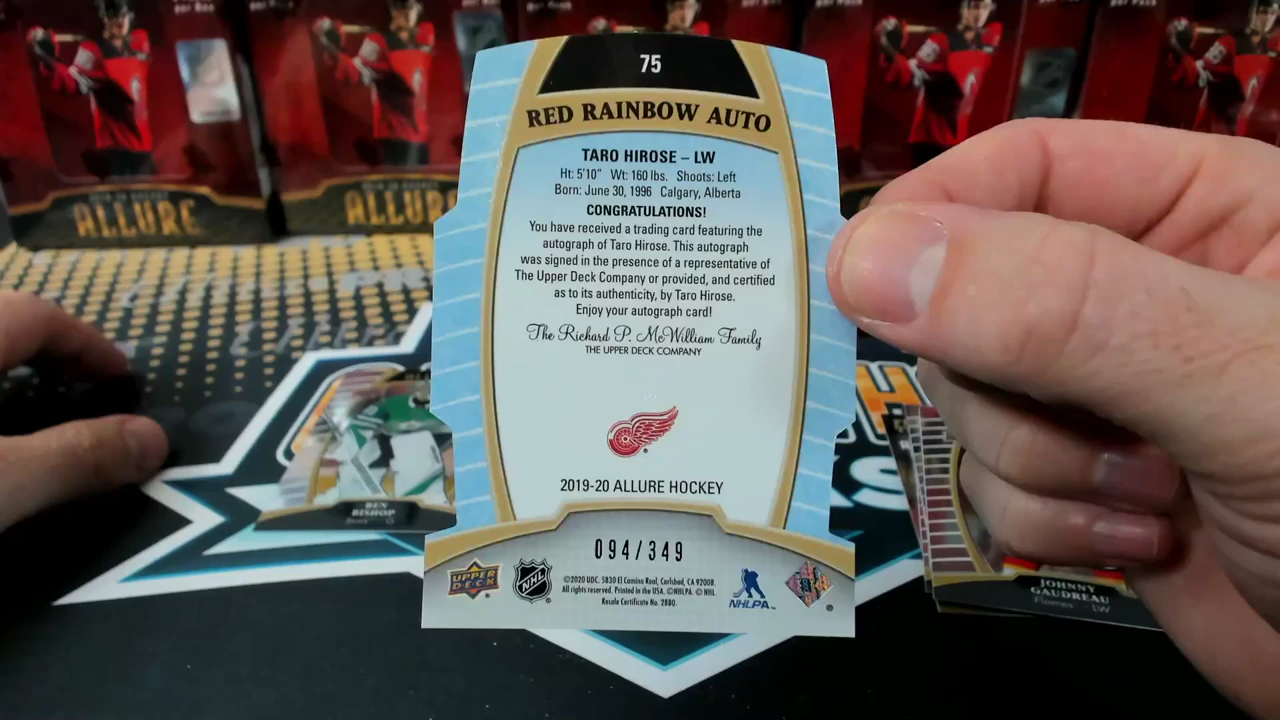 ALLURE
ALLURE
75
RED RAINBOW AUTO
TARO HIROSE – LW
Ht: 5'10" Wt: 160 lbs. Shoots: Left
Born: June 30, 1996 Calgary, Alberta
CONGRATULATIONS!
You have received a trading card featuring the
autograph of Taro Hirose. This autograph
was signed in the presence of a representative of
The Upper Deck Company or provided, and certified
as to its authenticity, by Taro Hirose.
Enjoy your autograph card!
The Richard P. McWilliam Family
THE UPPER DECK COMPANY
2019-20 ALLURE HOCKEY
094/349
UPPER DECK
NHL
©2020 UDC. 5830 El Camino Real, Carlsbad, CA 92008.
All rights reserved. Printed in the USA. ©NHLPA. © NHL.
Resale Certificate No. 2880.
NHLPA
BEN
BISHOP
JOHNNY
GAUDREAU
Flames - LW